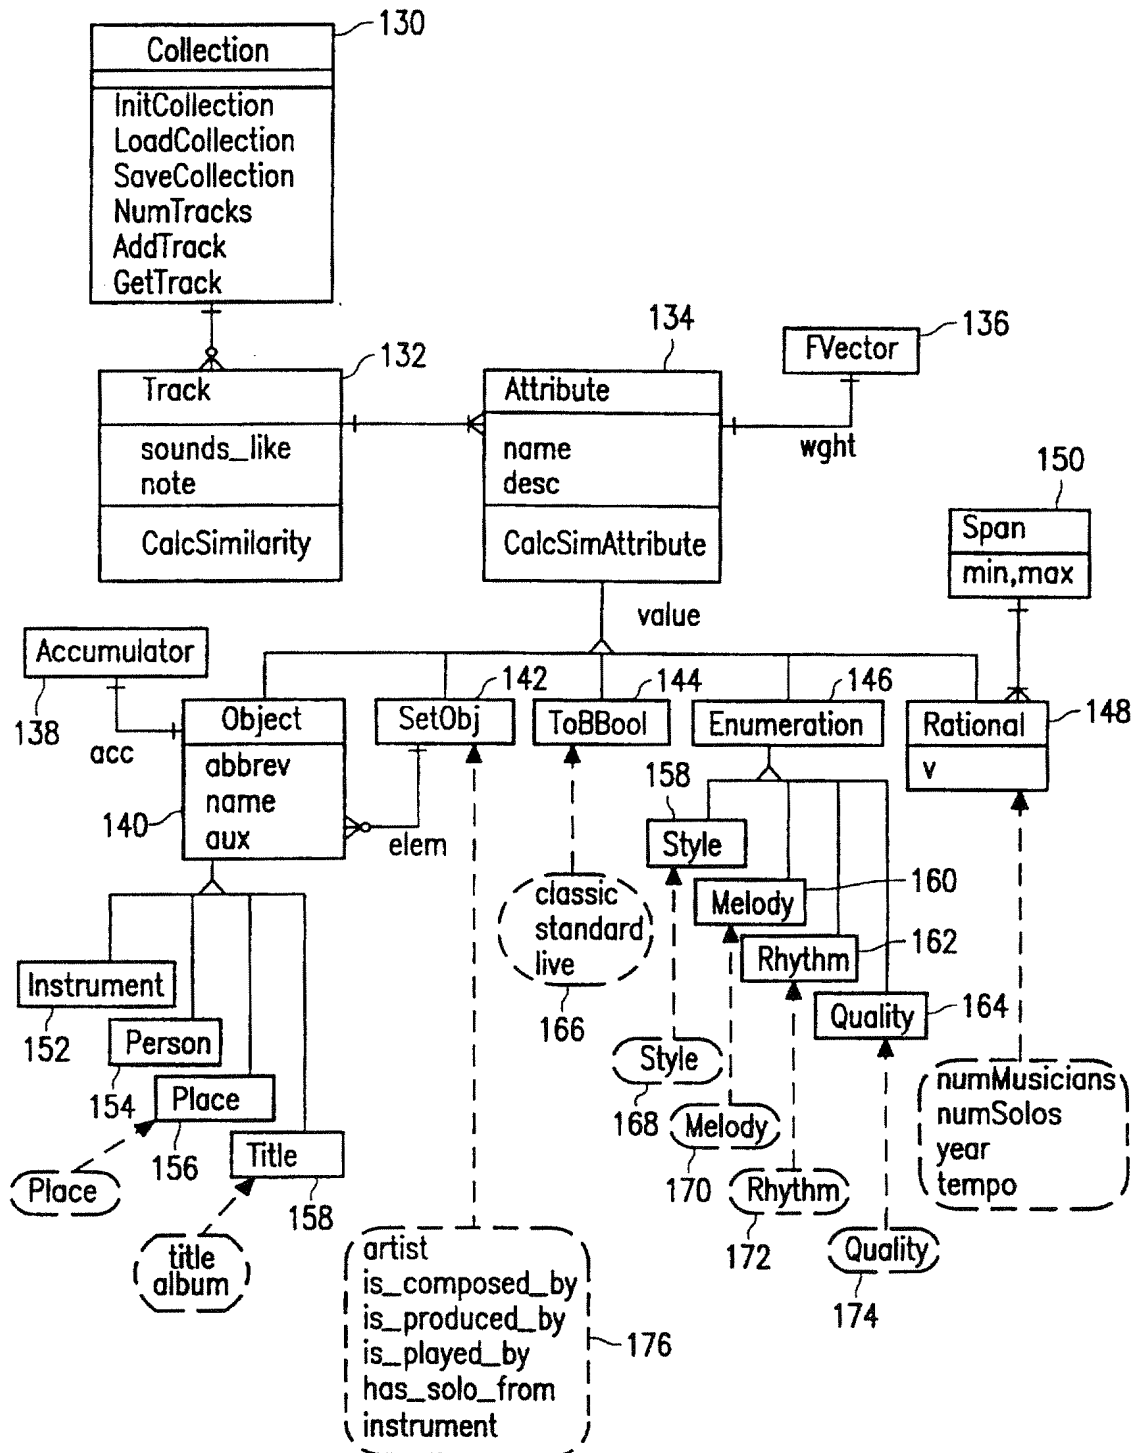 130
Collection
InitCollection
LoadCollection
SaveCollection
NumTracks
AddTrack
GetTrack
132
Track
sounds_like
note
CalcSimilarity
134
Attribute
name
desc
CalcSimAttribute
136
FVector
wght
150
Span
min,max
value
Accumulator
138
acc
Object
abbrev
name
aux
140
142
SetObj
elem
144
ToBBool
146
Enumeration
148
Rational
v
158
Style
160
Melody
162
Rhythm
164
Quality
classic
standard
live
166
Instrument
152
Person
154
Place
156
Title
158
Place
title
album
Style
168
Melody
170
Rhythm
172
Quality
174
numMusicians
numSolos
year
tempo
artist
is_composed_by
is_produced_by
is_played_by
has_solo_from
instrument
176